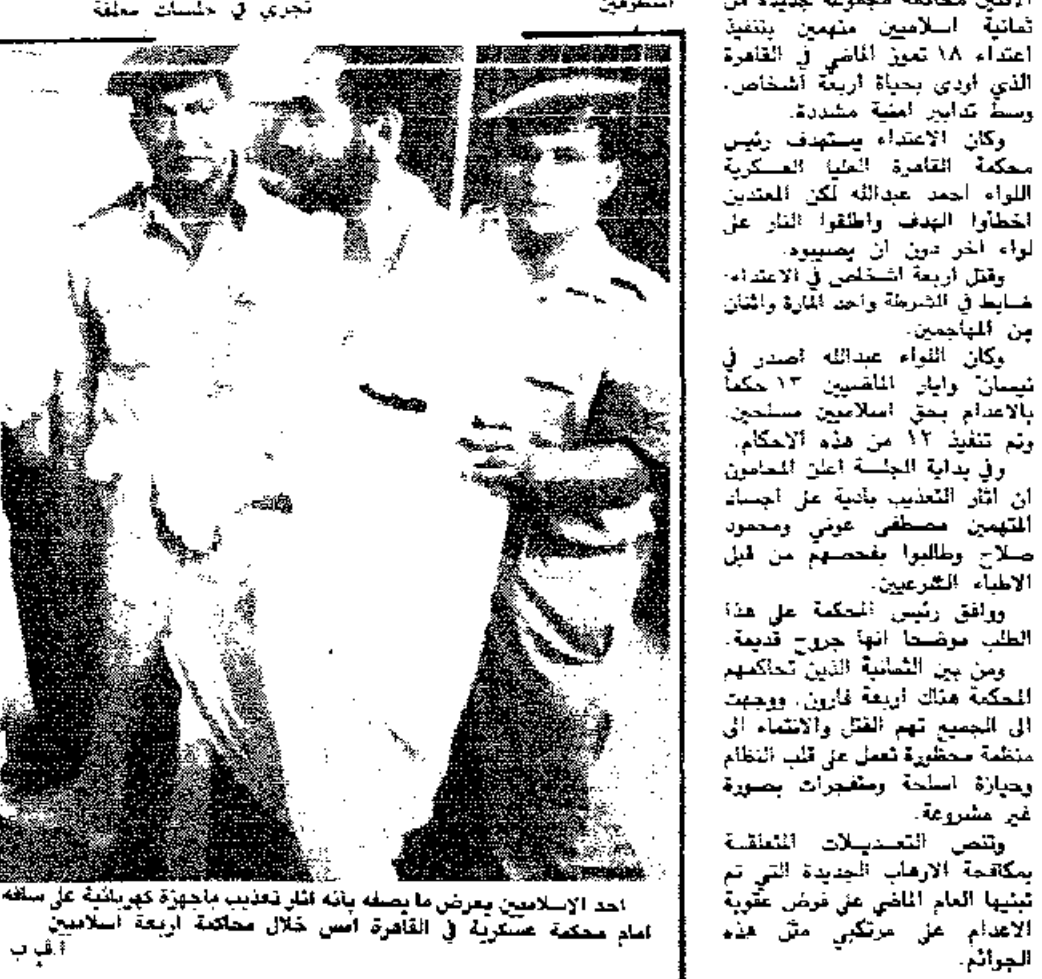 الاثنين محاكمة مجموعة جديدة من
ثمانية اسلاميين متهمين بتنفيذ
اعتداء ١٨ تموز الماضي في القاهرة
الذي اودى بحياة اربعة اشخاص،
وسط تدابير امنية مشددة.
وكان الاعتداء يستهدف رئيس
محكمة القاهرة العليا العسكرية
اللواء احمد عبدالله لكن المعتدين
اخطأوا الهدف واطلقوا النار على
لواء اخر دون ان يصيبوه.
وقتل اربعة اشخاص في الاعتداء:
ضابط في الشرطة واحد المارة واثنان
من المهاجمين.
وكان اللواء عبدالله اصدر في
نيسان وايار الماضيين ١٣ حكما
بالاعدام بحق اسلاميين مسلحين.
وتم تنفيذ ١٢ من هذه الاحكام.
وفي بداية الجلسة اعلن المحامون
ان اثار التعذيب بادية على اجساد
المتهمين مصطفى عوني ومحمود
صلاح وطالبوا بفحصهم من قبل
الاطباء الشرعيين.
ووافق رئيس المحكمة على هذا
الطلب موضحا انها جروح قديمة.
ومن بين الثمانية الذين تحاكمهم
المحكمة هناك اربعة فارون. ووجهت
الى الجميع تهم القتل والانتماء الى
منظمة محظورة تعمل على قلب النظام
وحيازة اسلحة ومتفجرات بصورة
غير مشروعة.
وتنص التعديلات المتعلقة
بمكافحة الارهاب الجديدة التي تم
تبنيها العام الماضي على فرض عقوبة
الاعدام على مرتكبي مثل هذه
الجرائم.
تجري في جلسات مغلقة
احد الإسلاميين يعرض ما يصفه بأنه اثار تعذيب باجهزة كهربائية على ساقه
امام محكمة عسكرية في القاهرة امس خلال محاكمة اربعة اسلاميين
أ ف ب